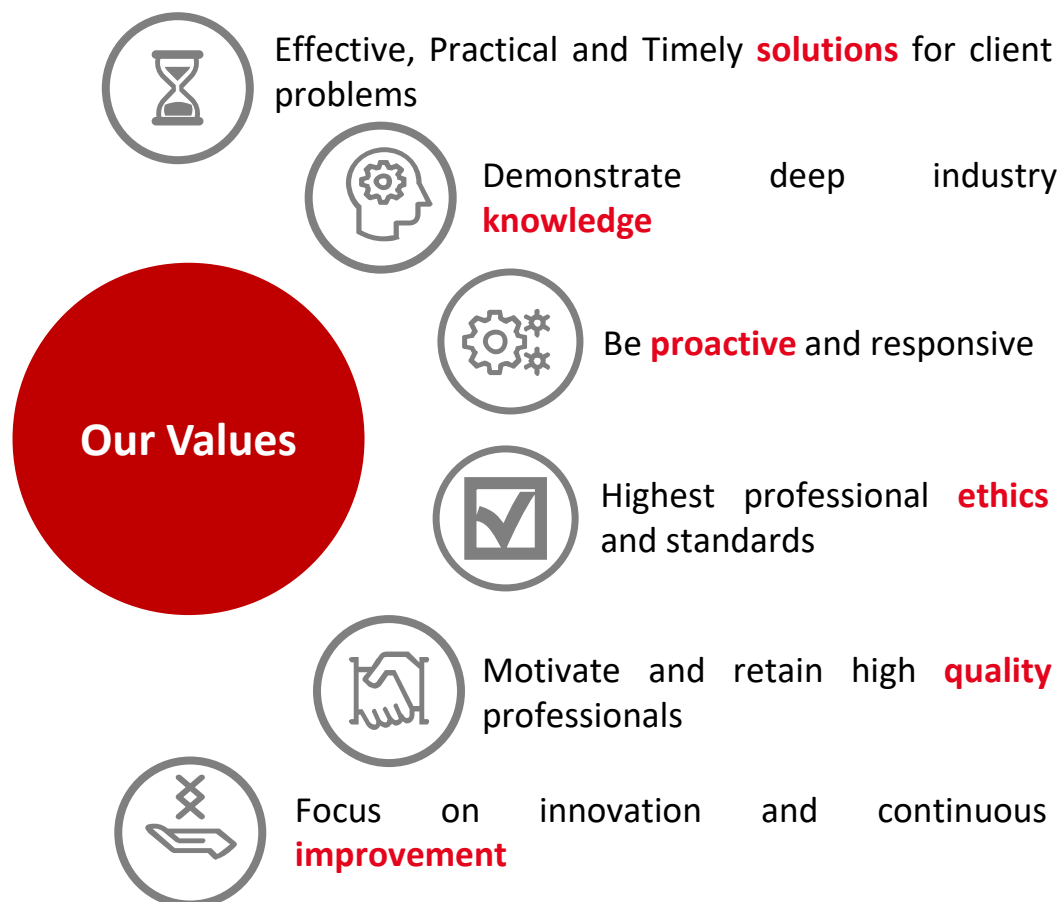 Effective, Practical and Timely solutions for client
problems
Demonstrate deep industry
knowledge
Be proactive and responsive
Our Values
Highest professional ethics
and standards
Motivate and retain high quality
professionals
Focus on innovation and continuous
improvement